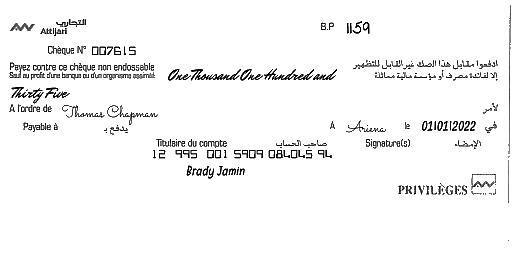 التجاري
Attijari
B.P 1159
Chèque N° 007615
Payez contre ce chèque non endossable
ادفعوا مقابل هذا الصك غير القابل للتظهير
Sauf au profit d'une banque ou d'un organisme assimilé
One Thousand One Hundred and
إلا لفائدة مصرف أو مؤسسة مالية مماثلة
Thirty Five
A l'ordre de Thomas Chapman
لأمر
Payable à
يدفع بـ
A Ariena le 01/01/2022 في
Titulaire du compte صاحب الحساب
Signature(s) الإمضاء
12 995 001 5909 084045 94
Brady Jamin
PRIVILÈGES